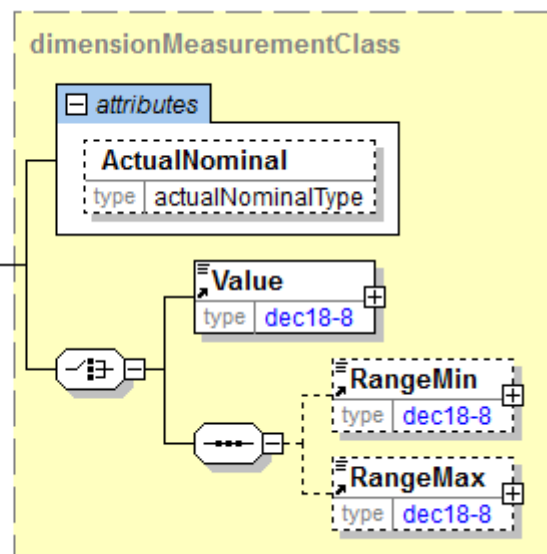 dimensionMeasurementClass
attributes
ActualNominal
type actualNominalType
Value
type dec18-8
RangeMin
type dec18-8
RangeMax
type dec18-8